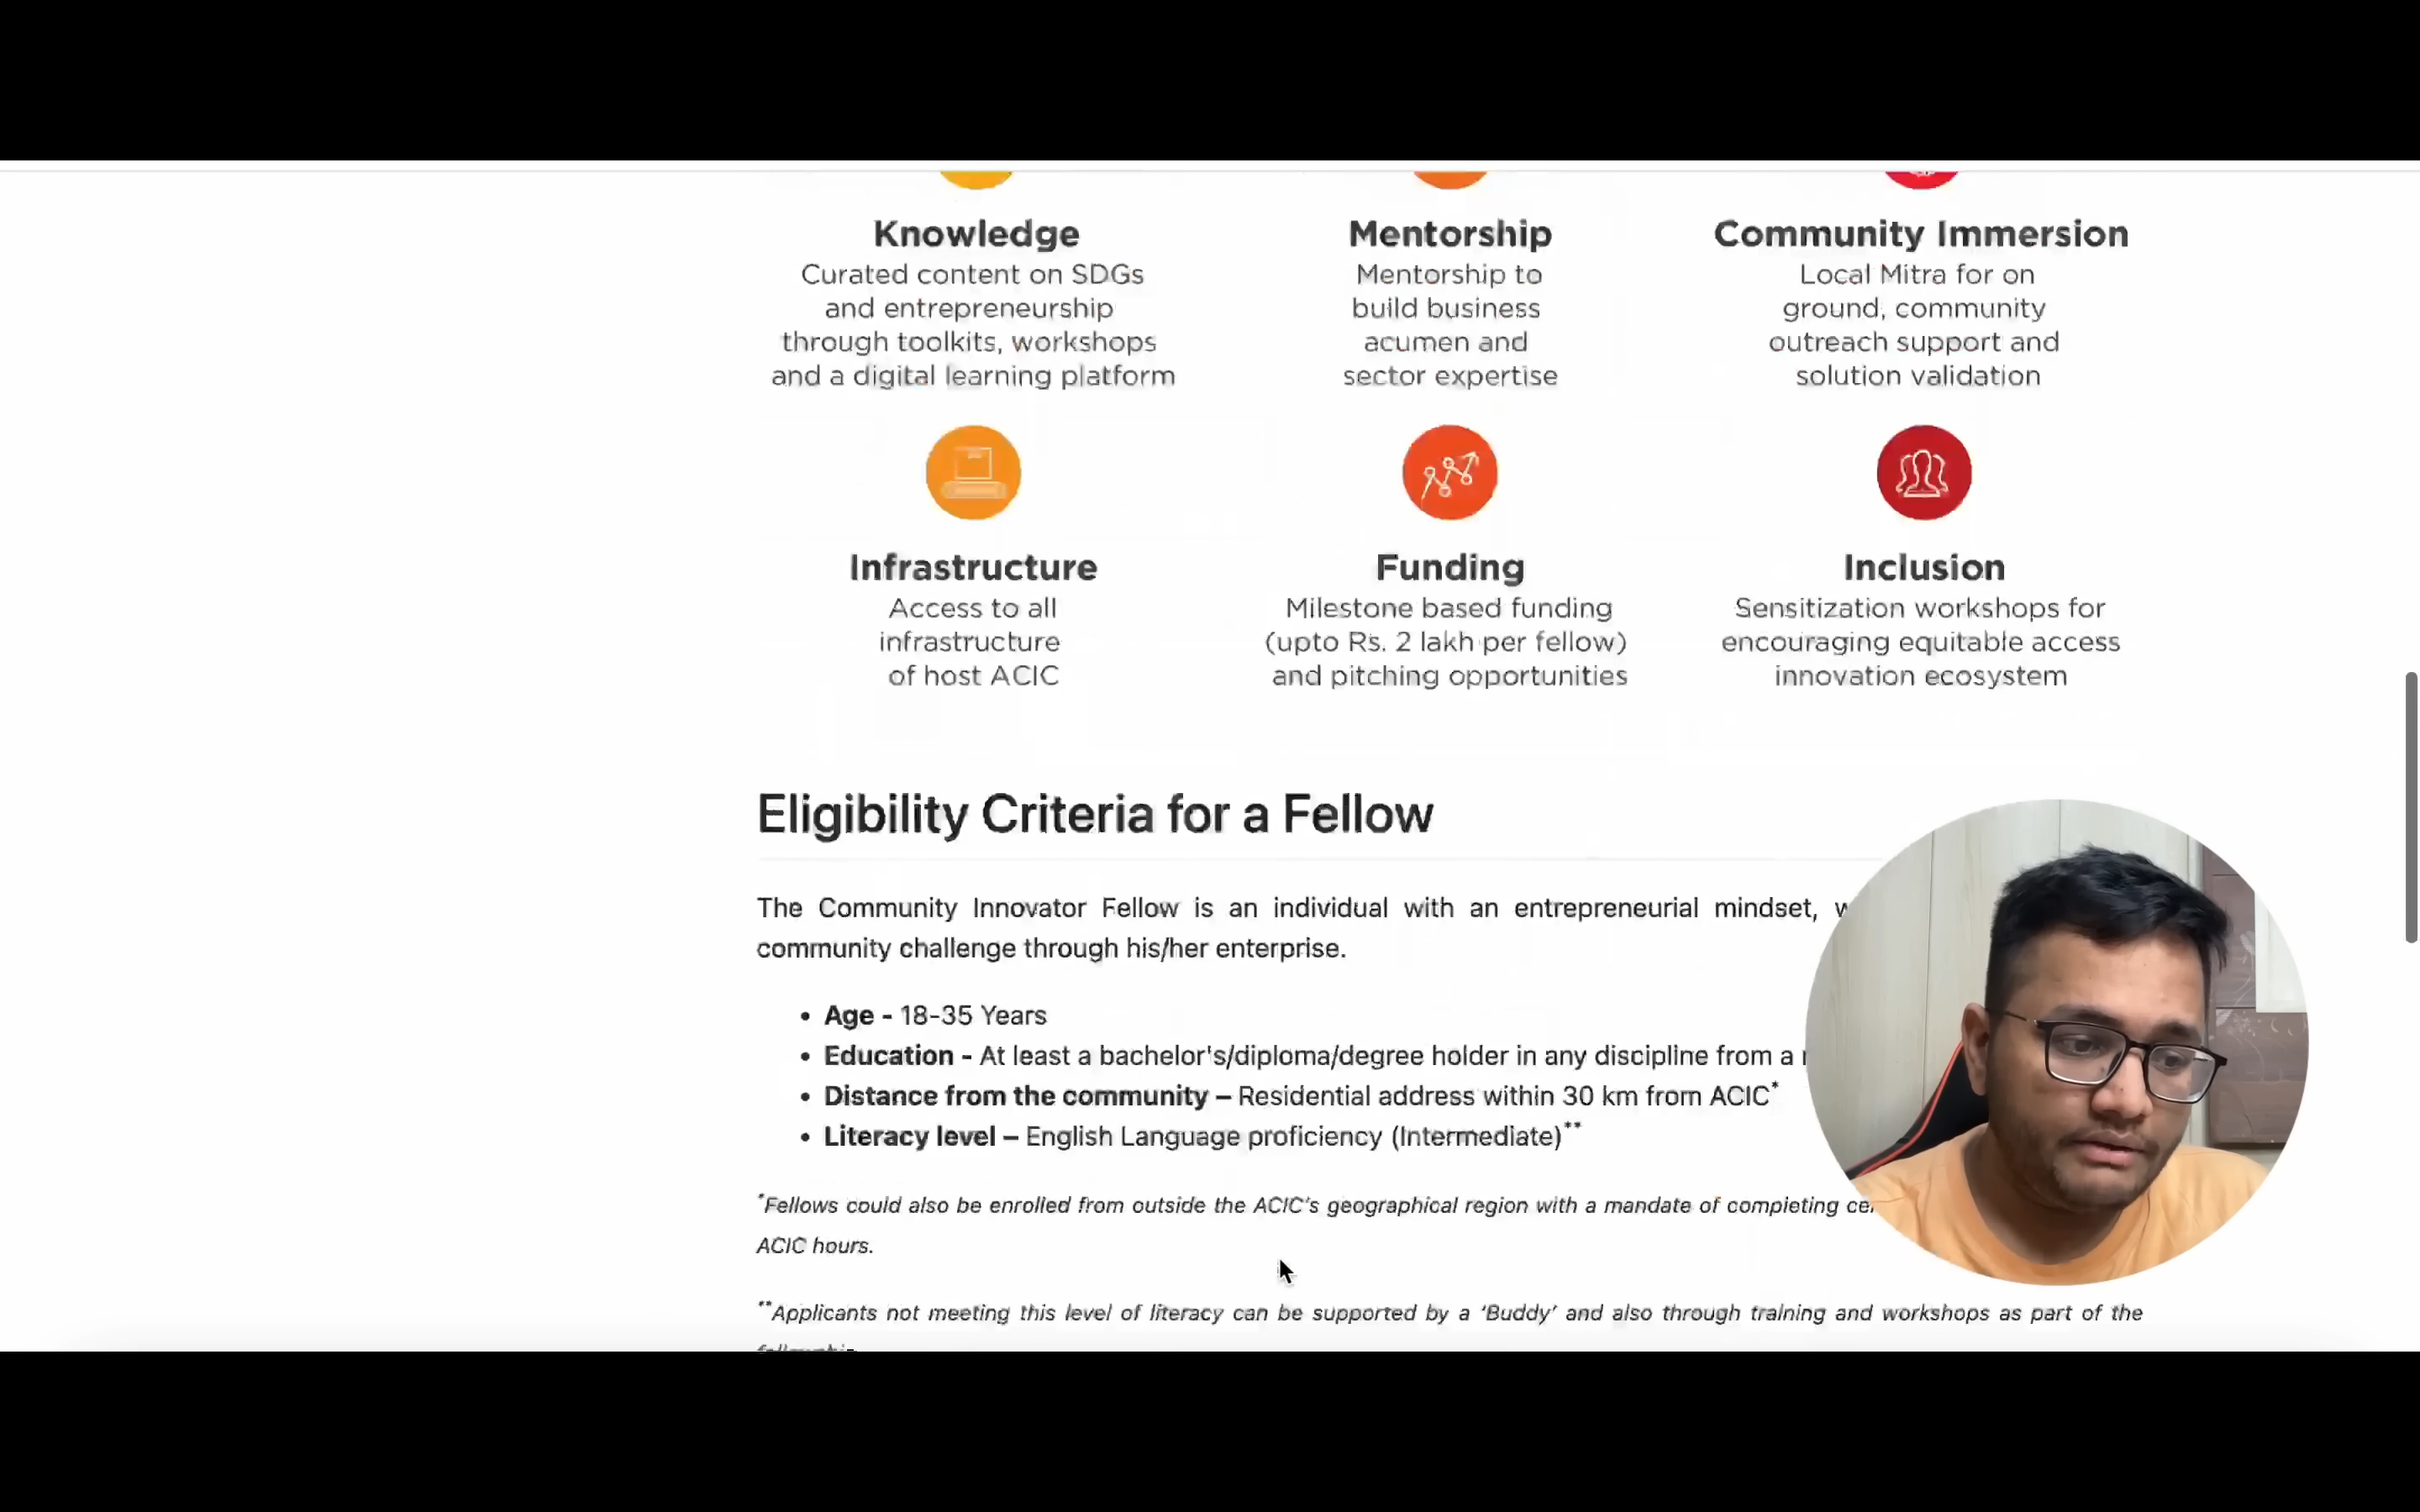 Knowledge
Curated content on SDGs
and entrepreneurship
through toolkits, workshops
and a digital learning platform
Mentorship
Mentorship to
build business
acumen and
sector expertise
Community Immersion
Local Mitra for on
ground, community
outreach support and
solution validation
Infrastructure
Access to all
infrastructure
of host ACIC
Funding
Milestone based funding
(upto Rs. 2 lakh per fellow)
and pitching opportunities
Inclusion
Sensitization workshops for
encouraging equitable access
innovation ecosystem
Eligibility Criteria for a Fellow
The Community Innovator Fellow is an individual with an entrepreneurial mindset,
community challenge through his/her enterprise.
• Age - 18-35 Years
• Education - At least a bachelor's/diploma/degree holder in any discipline from a
• Distance from the community – Residential address within 30 km from ACIC*
• Literacy level – English Language proficiency (Intermediate)**
*Fellows could also be enrolled from outside the ACIC's geographical region with a mandate of completing
ACIC hours.
**Applicants not meeting this level of literacy can be supported by a 'Buddy' and also through training and workshops as part of the